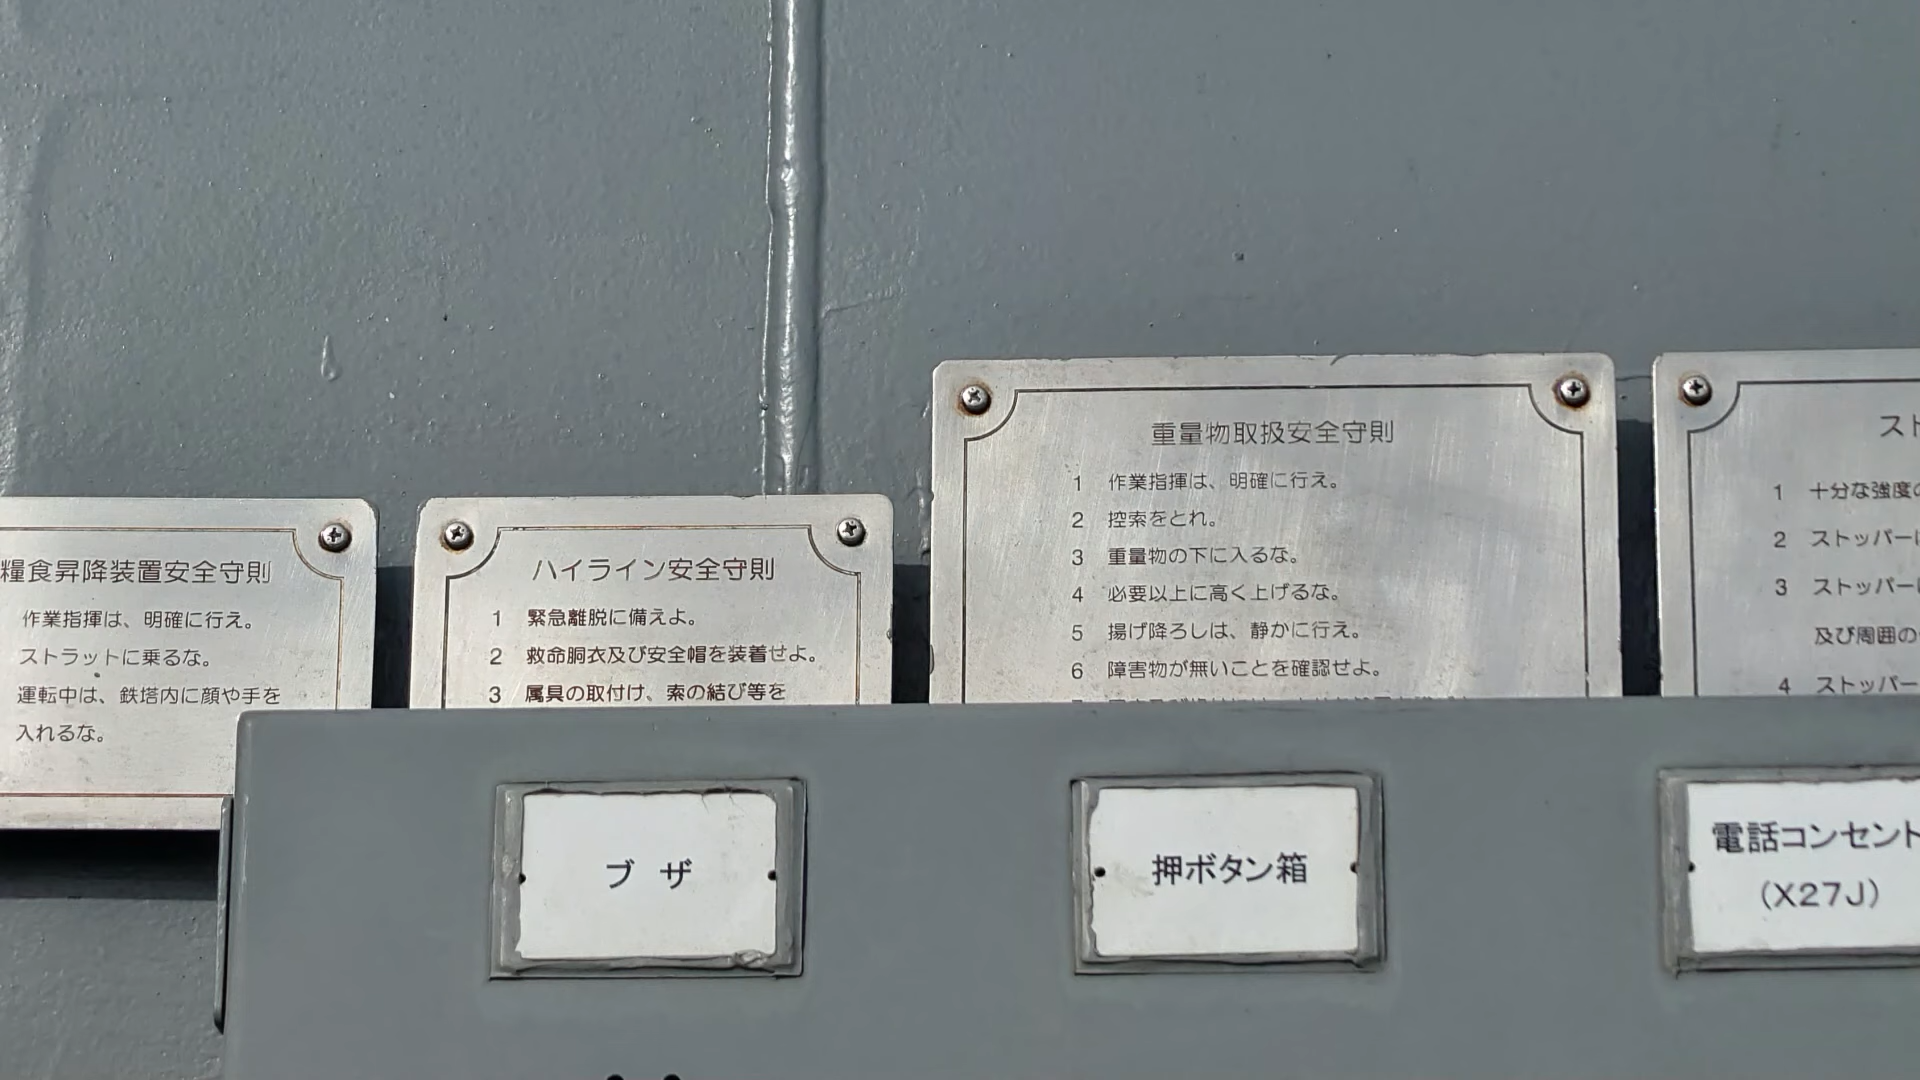 糧食昇降装置安全守則
作業指揮は、明確に行え。
ストラットに乗るな。
運転中は、鉄塔内に顔や手を
入れるな。
ハイライン安全守則
1 緊急離脱に備えよ。
2 救命胴衣及び安全帽を装着せよ。
3 属具の取付け、索の結び等を
重量物取扱安全守則
1 作業指揮は、明確に行え。
2 控索をとれ。
3 重量物の下に入るな。
4 必要以上に高く上げるな。
5 揚げ降ろしは、静かに行え。
6 障害物が無いことを確認せよ。
スト
1 十分な強度の
2 ストッパーに
3 ストッパーに
及び周囲の
4 ストッパー
ブザ
押ボタン箱
電話コンセント
(X27J)